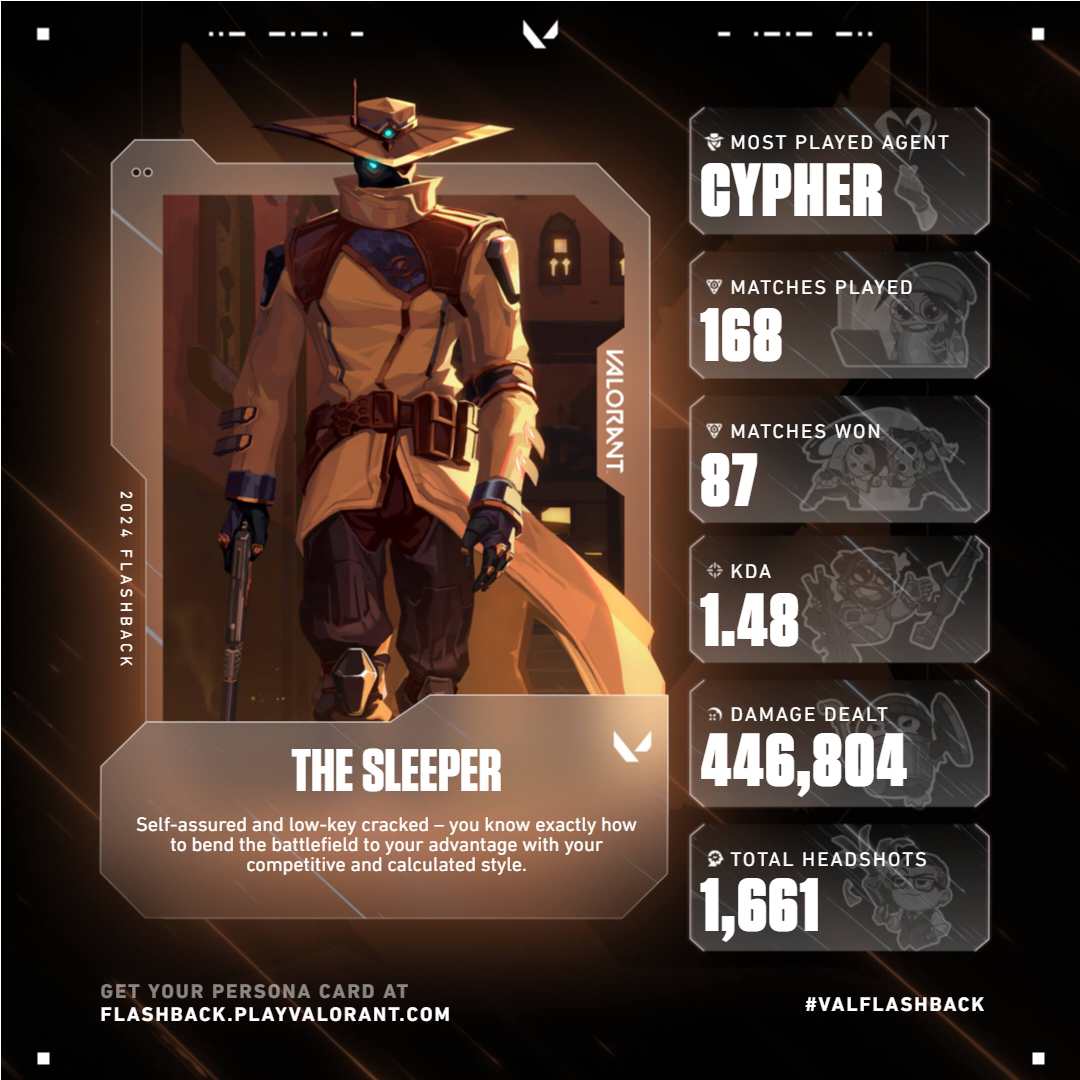 MOST PLAYED AGENT
CYPHER
MATCHES PLAYED
168
MATCHES WON
87
KDA
1.48
DAMAGE DEALT
446,804
TOTAL HEADSHOTS
1,661
VALORANT
2024 FLASHBACK
THE SLEEPER
Self-assured and low-key cracked – you know exactly how
to bend the battlefield to your advantage with your
competitive and calculated style.
GET YOUR PERSONA CARD AT
FLASHBACK.PLAYVALORANT.COM
#VALFLASHBACK